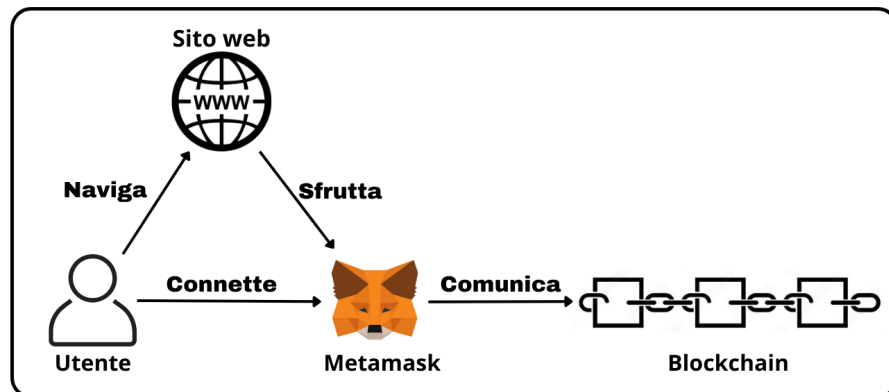 Sito web
WWW
Naviga
Sfrutta
Connette
Comunica
Utente
Metamask
Blockchain